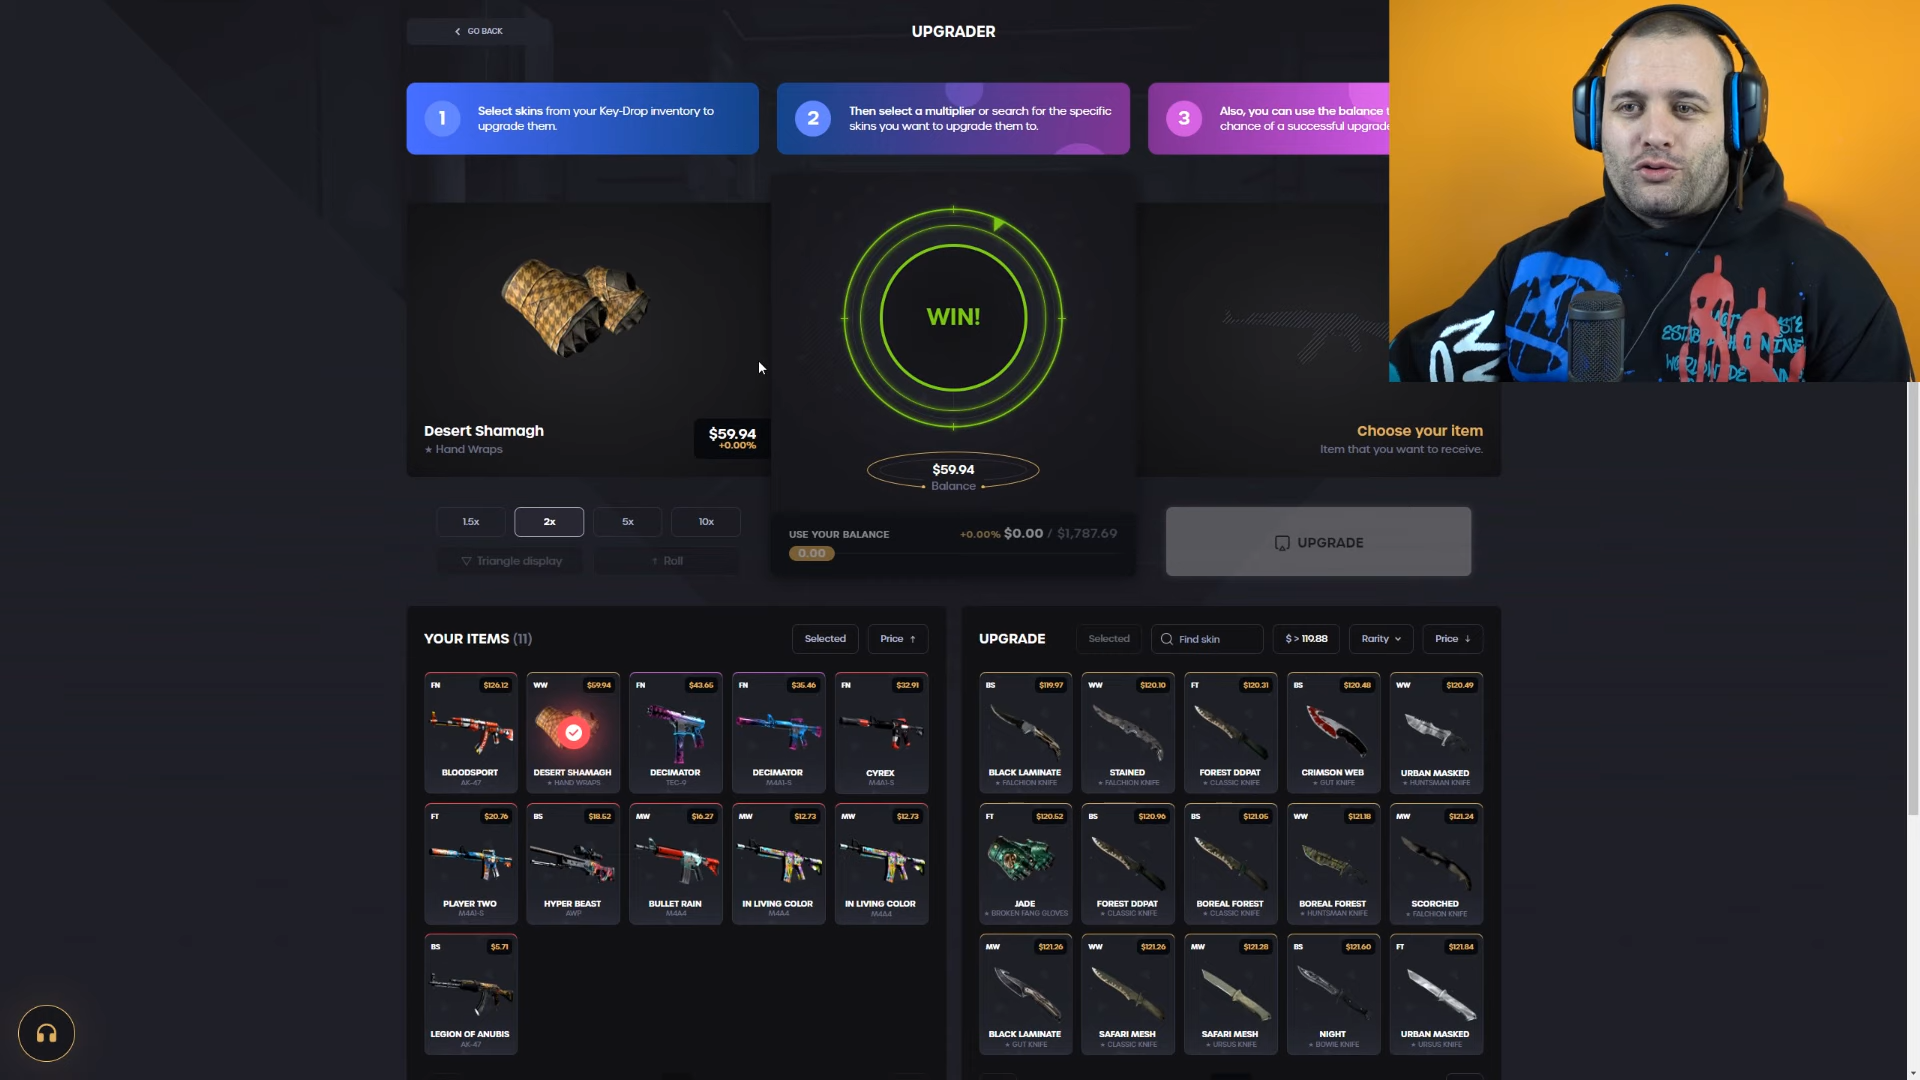 GO BACK
UPGRADER
1
Select skins from your Key-Drop inventory to
upgrade them.
2
Then select a multiplier or search for the specific
skins you want to upgrade them to.
3
Also, you can use the balance
chance of a successful upgrade
WIN!
Desert Shamagh
★ Hand Wraps
$59.94
+0.00%
$59.94
Balance
Choose your item
Item that you want to receive.
1.5x
2x
5x
10x
Triangle display
Roll
USE YOUR BALANCE
+0.00% $0.00 / $1,787.69
0.00
UPGRADE
YOUR ITEMS (11)
Selected
Price ↑
UPGRADE
Selected
Find skin
$ > 119.88
Rarity
Price ↓
FN $126.12
BLOODSPORT
AK-47
WW $59.94
DESERT SHAMAGH
★ HAND WRAPS
FN $43.65
DECIMATOR
TEC-9
FN $35.46
DECIMATOR
M4A1-S
FN $32.91
CYREX
M4A1-S
FT $20.76
PLAYER TWO
M4A1-S
BS $18.52
HYPER BEAST
AWP
MW $16.27
BULLET RAIN
M4A4
MW $12.73
IN LIVING COLOR
M4A4
MW $12.73
IN LIVING COLOR
M4A4
BS $5.71
LEGION OF ANUBIS
AK-47
BS $119.97
BLACK LAMINATE
★ FALCHION KNIFE
WW $120.10
STAINED
★ FALCHION KNIFE
FT $120.31
FOREST DDPAT
★ CLASSIC KNIFE
BS $120.48
CRIMSON WEB
★ GUT KNIFE
WW $120.49
URBAN MASKED
★ HUNTSMAN KNIFE
FT $120.52
JADE
★ BROKEN FANG GLOVES
BS $120.96
FOREST DDPAT
★ CLASSIC KNIFE
BS $121.05
BOREAL FOREST
★ CLASSIC KNIFE
WW $121.18
BOREAL FOREST
★ HUNTSMAN KNIFE
MW $121.24
SCORCHED
★ FALCHION KNIFE
MW $121.26
BLACK LAMINATE
★ GUT KNIFE
WW $121.26
SAFARI MESH
★ CLASSIC KNIFE
MW $121.28
SAFARI MESH
★ URSUS KNIFE
BS $121.60
NIGHT
★ BOWIE KNIFE
FT $121.84
URBAN MASKED
★ URSUS KNIFE